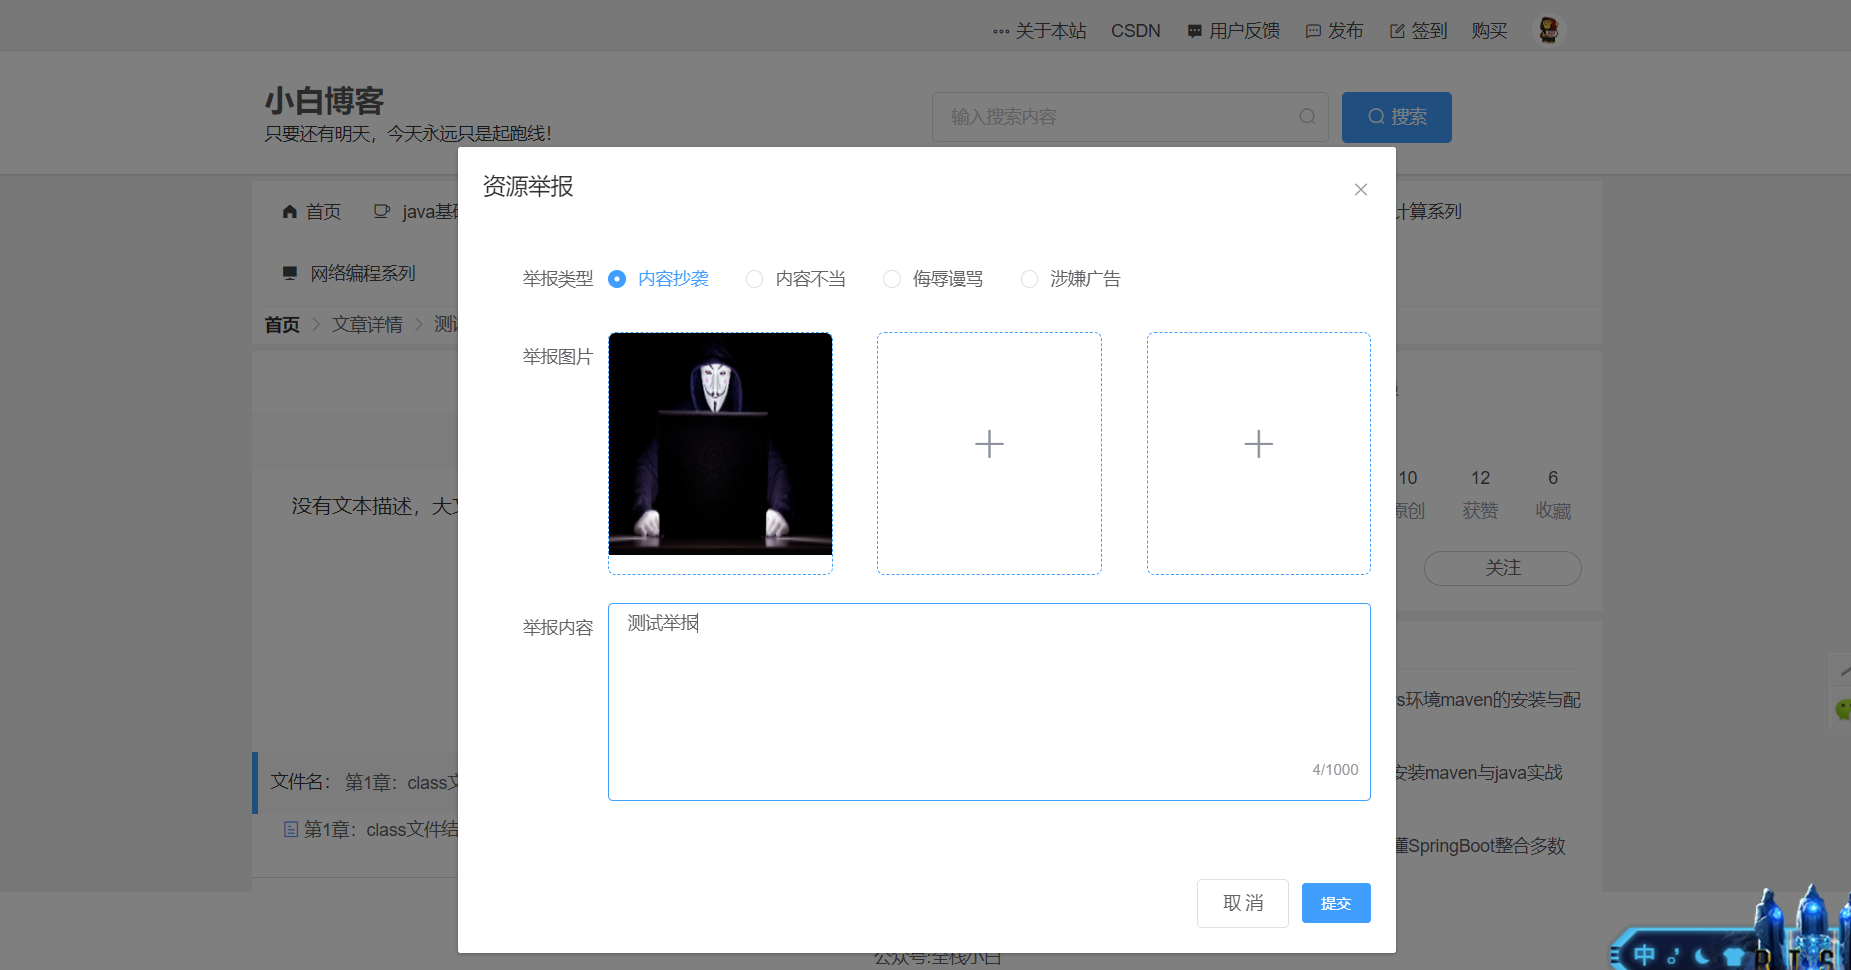 关于本站 CSDN 用户反馈 发布 签到 购买
小白博客
只要还有明天，今天永远只是起跑线！
输入搜索内容 搜索
首页 java基 计算系列
网络编程系列
首页 文章详情 测
资源举报
举报类型 内容抄袭 内容不当 侮辱谩骂 涉嫌广告
举报图片
没有文本描述，大
10 12 6
原创 获赞 收藏
关注
举报内容 测试举报
4/1000
s环境maven的安装与配
安装maven与java实战
懂SpringBoot整合多数
文件名： 第1章：class文
第1章：class文件结
取消 提交
公众号:全栈小白
中